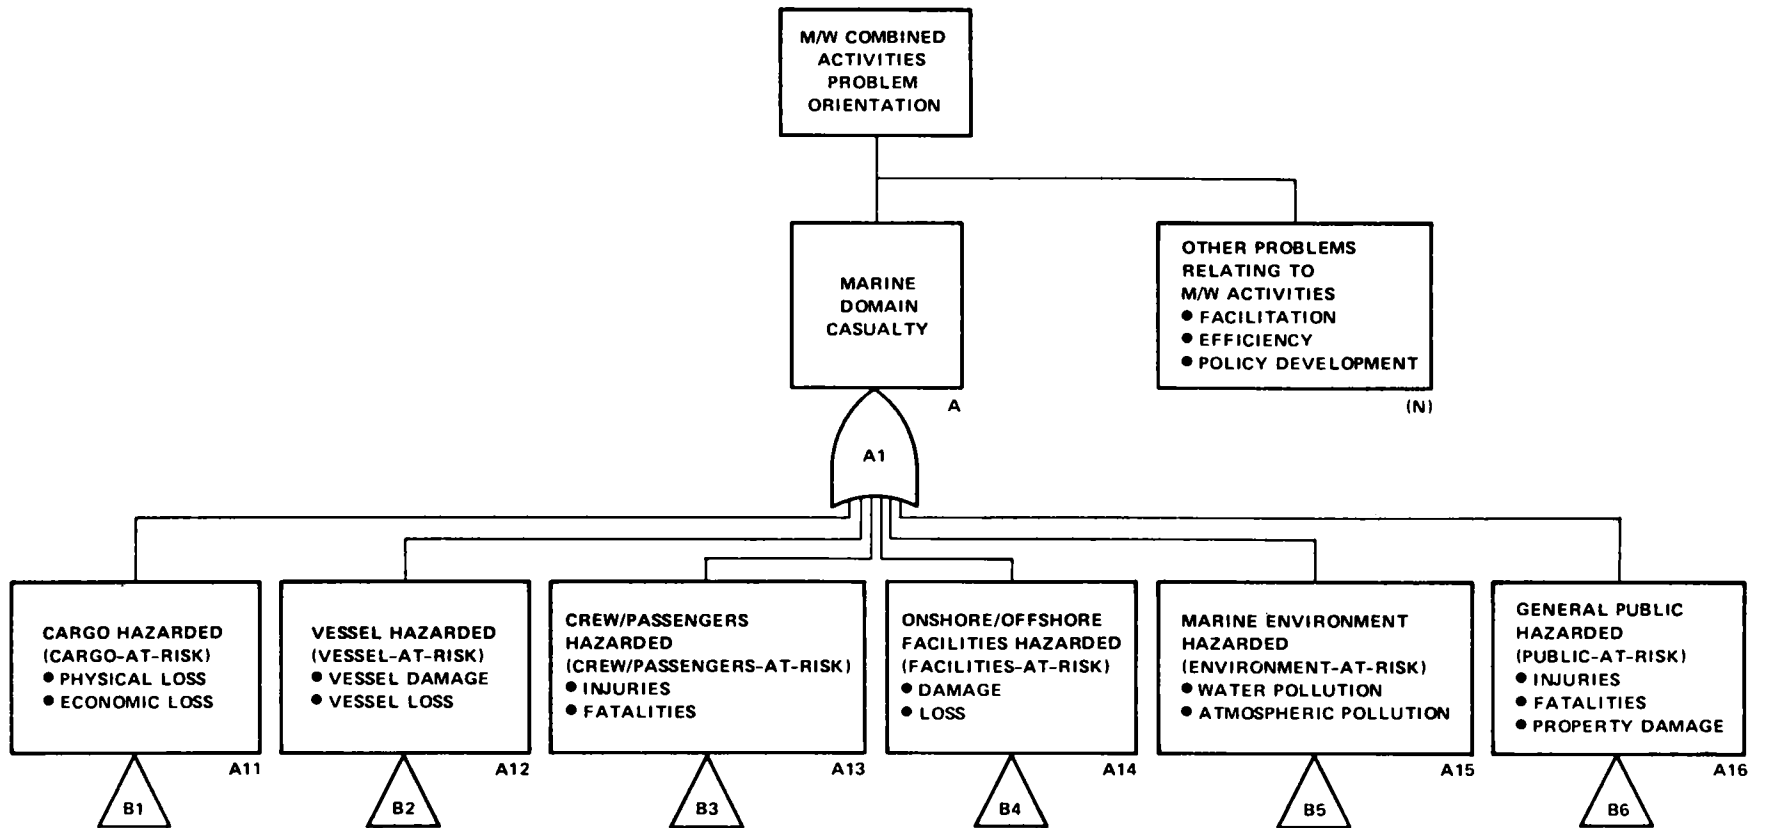 M/W COMBINED
ACTIVITIES
PROBLEM
ORIENTATION
MARINE
DOMAIN
CASUALTY
A
OTHER PROBLEMS
RELATING TO
M/W ACTIVITIES
● FACILITATION
● EFFICIENCY
● POLICY DEVELOPMENT
(N)
A1
CARGO HAZARDED
(CARGO-AT-RISK)
● PHYSICAL LOSS
● ECONOMIC LOSS
A11
B1
VESSEL HAZARDED
(VESSEL-AT-RISK)
● VESSEL DAMAGE
● VESSEL LOSS
A12
B2
CREW/PASSENGERS
HAZARDED
(CREW/PASSENGERS-AT-RISK)
● INJURIES
● FATALITIES
A13
B3
ONSHORE/OFFSHORE
FACILITIES HAZARDED
(FACILITIES-AT-RISK)
● DAMAGE
● LOSS
A14
B4
MARINE ENVIRONMENT
HAZARDED
(ENVIRONMENT-AT-RISK)
● WATER POLLUTION
● ATMOSPHERIC POLLUTION
A15
B5
GENERAL PUBLIC
HAZARDED
(PUBLIC-AT-RISK)
● INJURIES
● FATALITIES
● PROPERTY DAMAGE
A16
B6